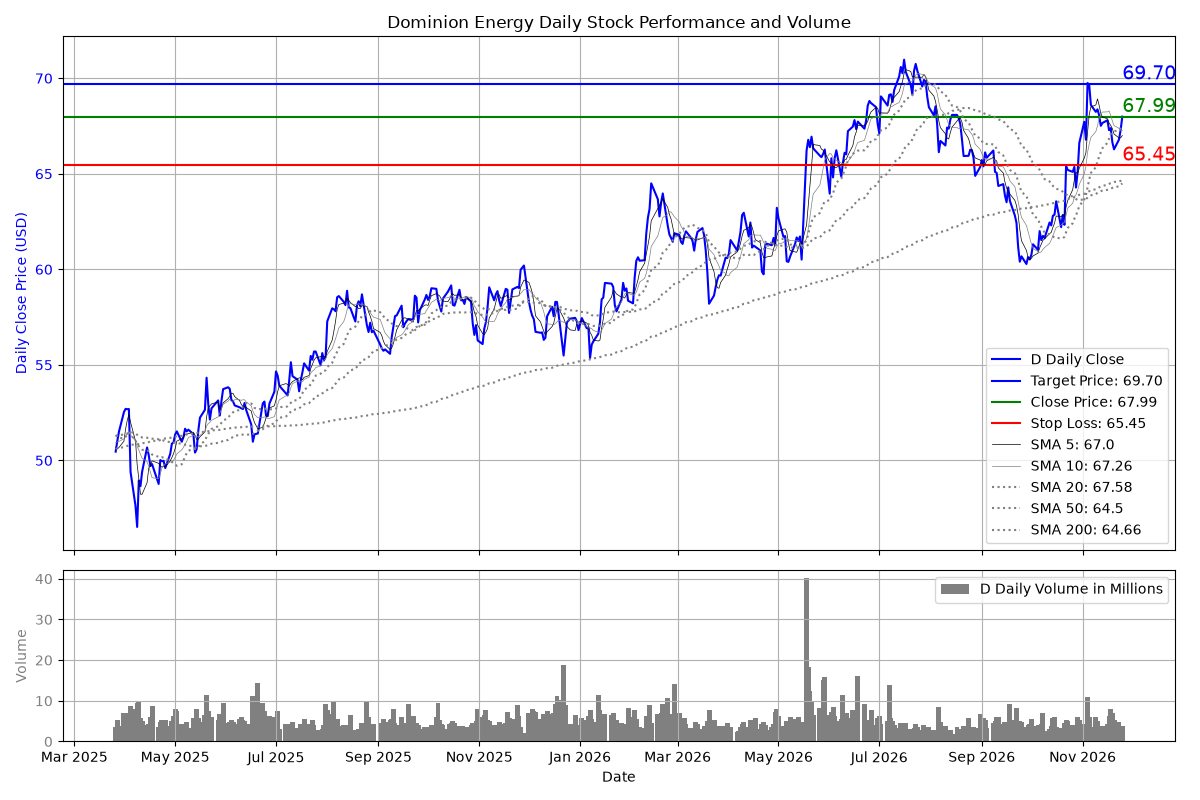 Dominion Energy Daily Stock Performance and Volume
Daily Close Price (USD)
70
65
60
55
50
69.70
67.99
65.45
D Daily Close
Target Price: 69.70
Close Price: 67.99
Stop Loss: 65.45
SMA 5: 67.0
SMA 10: 67.26
SMA 20: 67.58
SMA 50: 64.5
SMA 200: 64.66
Volume
40
30
20
10
0
D Daily Volume in Millions
Mar 2025 May 2025 Jul 2025 Sep 2025 Nov 2025 Jan 2026 Mar 2026 May 2026 Jul 2026 Sep 2026 Nov 2026
Date